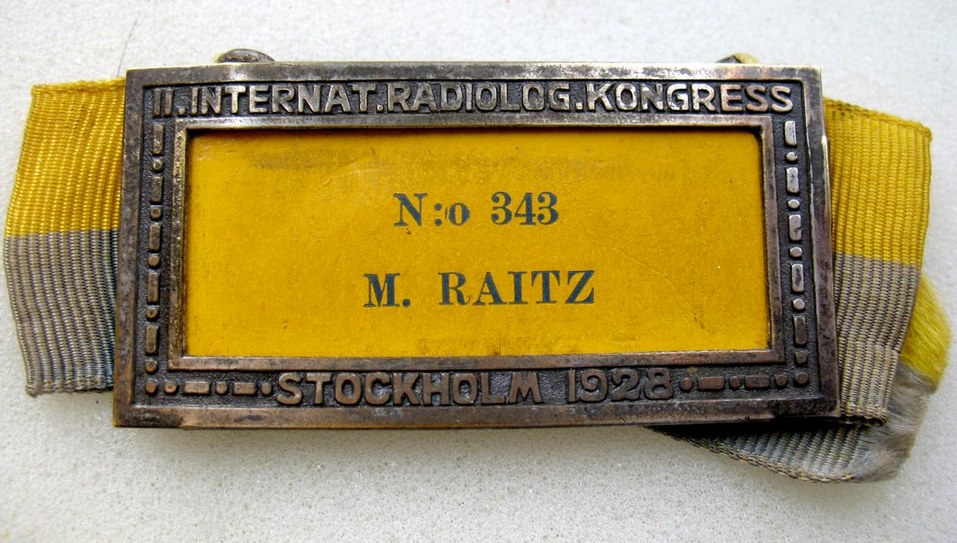 II.INTERNAT.RADIOLOG.KONGRESS
N:o 343
M. RAITZ
STOCKHOLM 1928